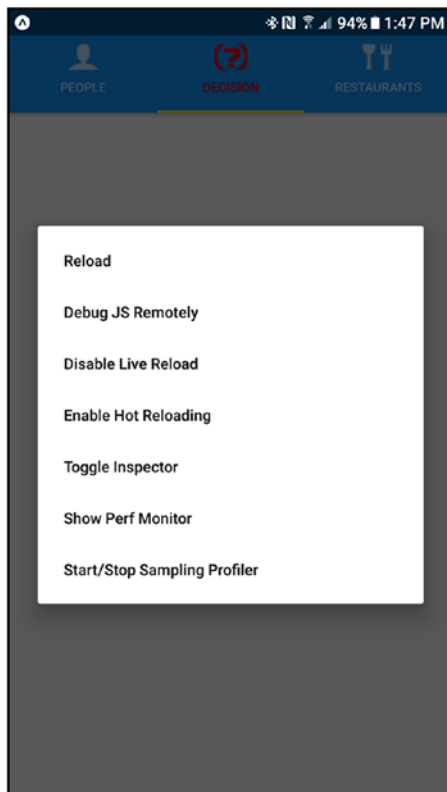 94% 1:47 PM
PEOPLE (?) DECISION RESTAURANTS
Reload
Debug JS Remotely
Disable Live Reload
Enable Hot Reloading
Toggle Inspector
Show Perf Monitor
Start/Stop Sampling Profiler